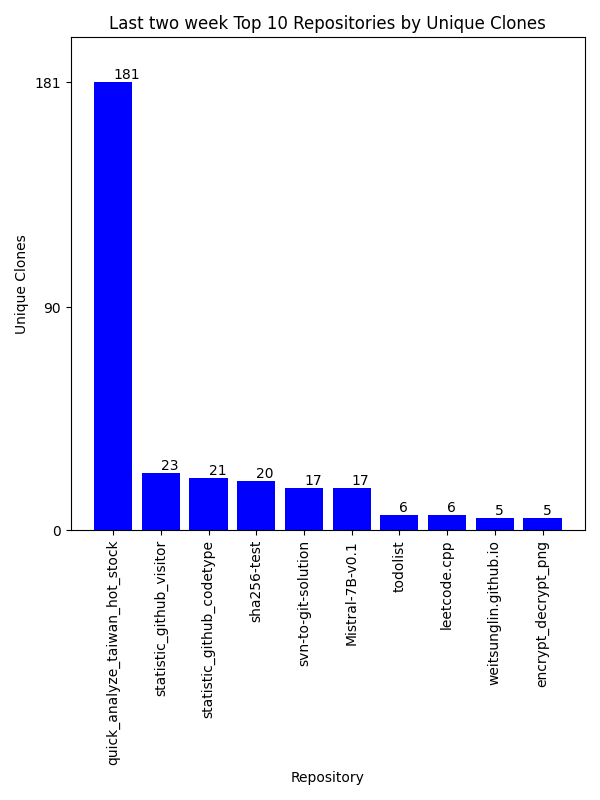 Last two week Top 10 Repositories by Unique Clones
Unique Clones
181
90
0
181
23
21
20
17
17
6
6
5
5
quick_analyze_taiwan_hot_stock
statistic_github_visitor
statistic_github_codetype
sha256-test
svn-to-git-solution
Mistral-7B-v0.1
todolist
leetcode.cpp
weitsunglin.github.io
encrypt_decrypt_png
Repository